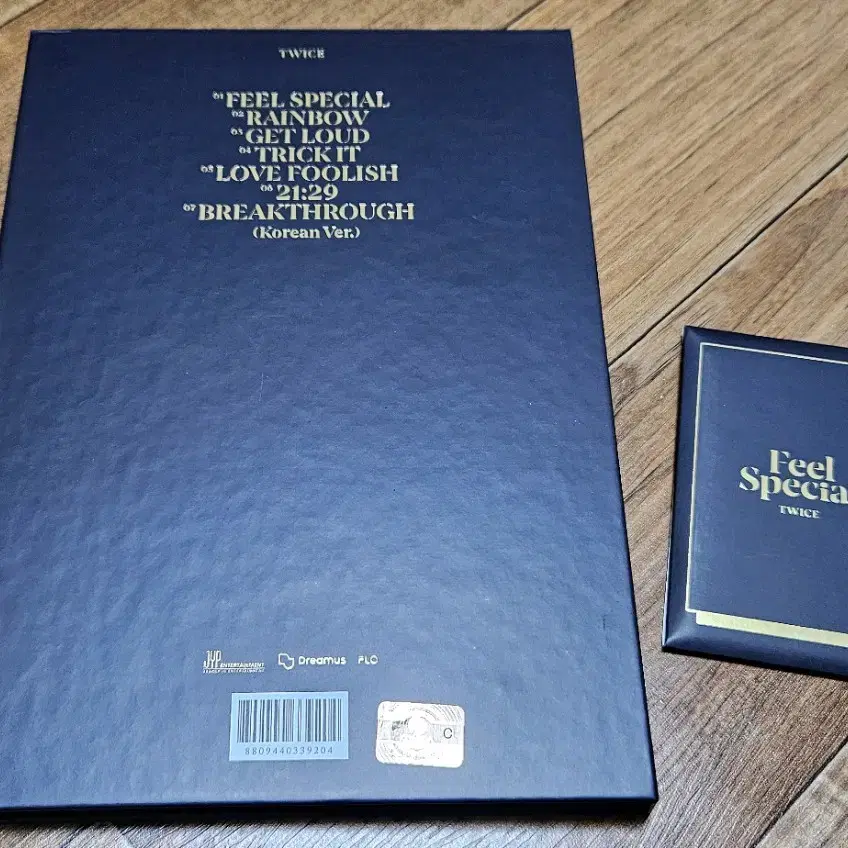 TWICE
01 FEEL SPECIAL
02 RAINBOW
03 GET LOUD
04 TRICK IT
05 LOVE FOOLISH
06 21:29
07 BREAKTHROUGH
(Korean Ver.)
JYP ENTERTAINMENT
Dreamus
FLO
8809440339204
C
Feel
Specia
TWICE